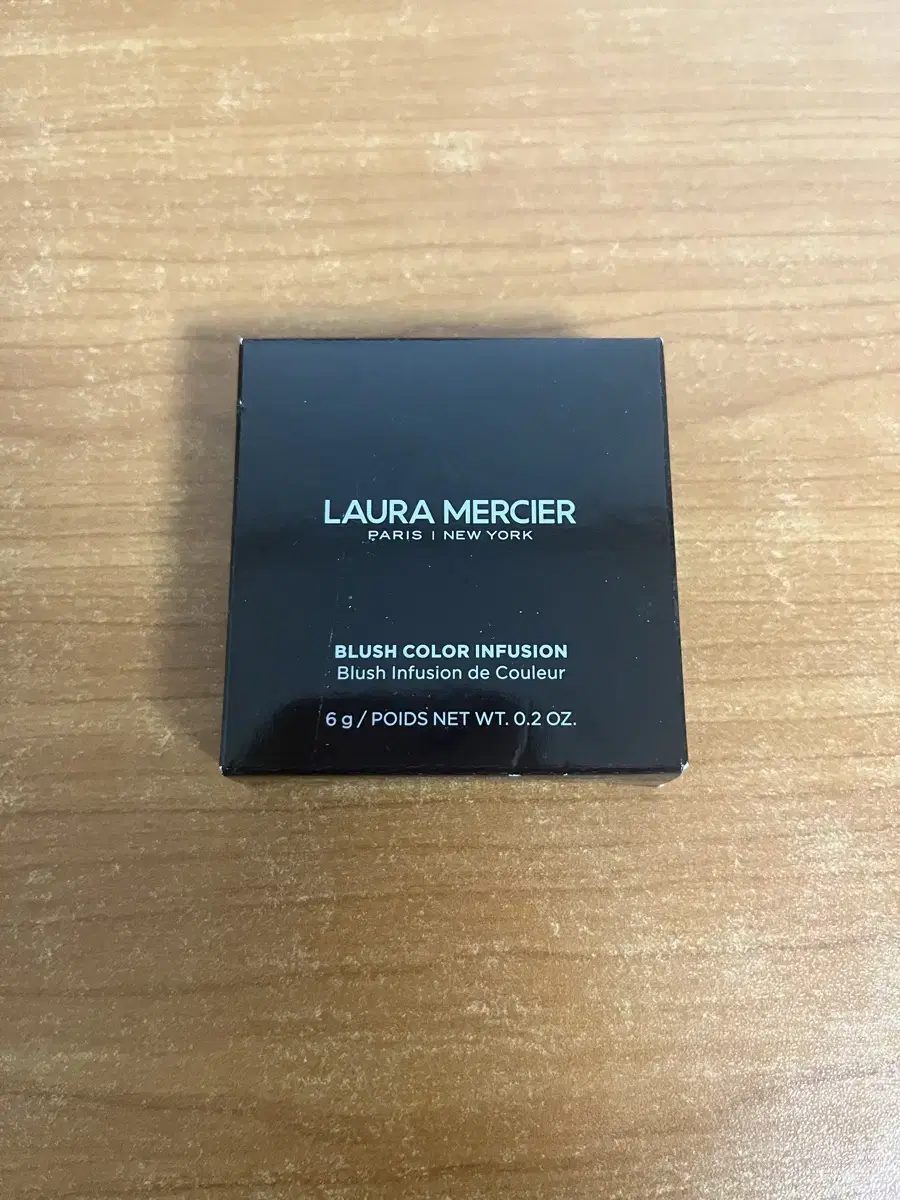 LAURA MERCIER
PARIS | NEW YORK
BLUSH COLOR INFUSION
Blush Infusion de Couleur
6 g / POIDS NET WT. 0.2 OZ.